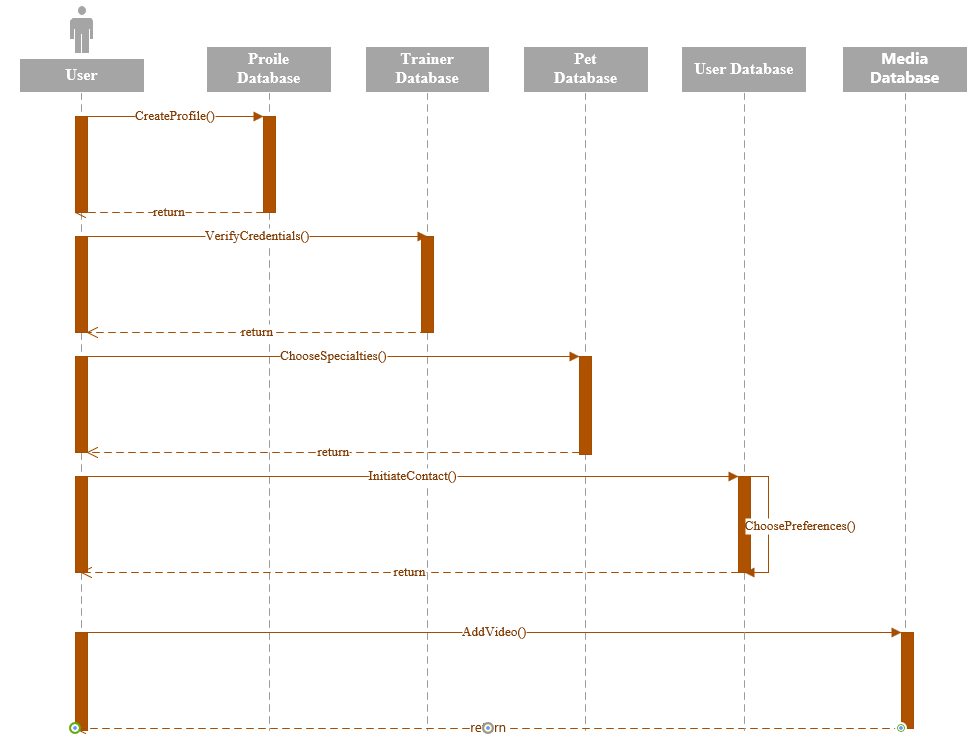 User
Proile
Database
Trainer
Database
Pet
Database
User Database
Media
Database
CreateProfile()
return
VerifyCredentials()
return
ChooseSpecialties()
return
InitiateContact()
ChoosePreferences()
return
AddVideo()
return